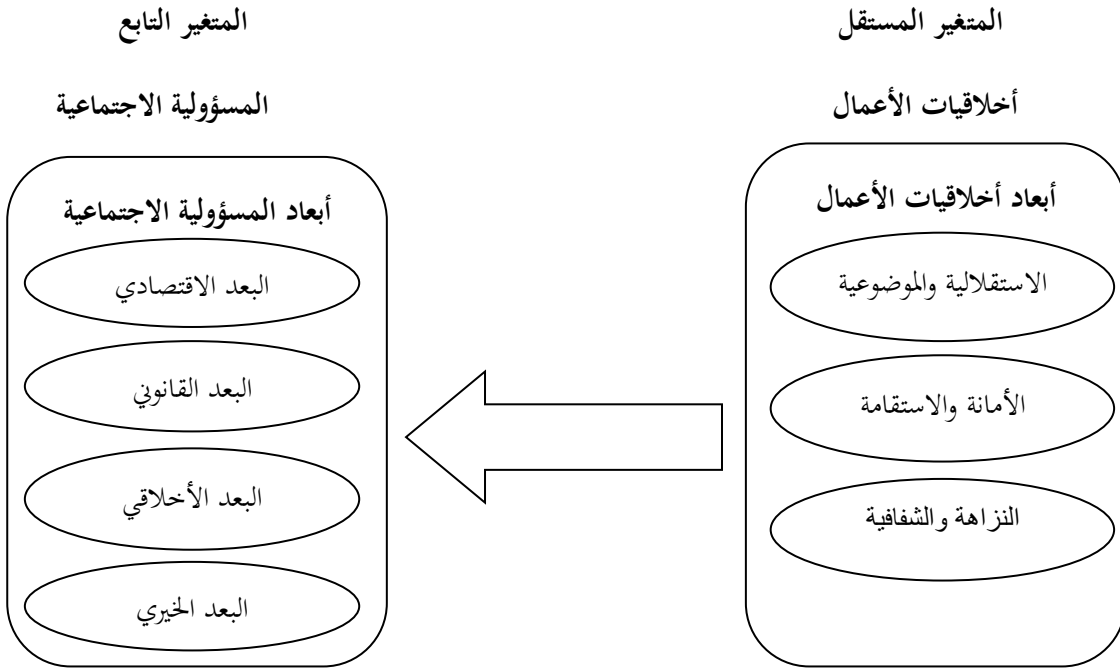 المتغير المستقل
أخلاقيات الأعمال
أبعاد أخلاقيات الأعمال
الاستقلالية والموضوعية
الأمانة والاستقامة
النزاهة والشفافية
المتغير التابع
المسؤولية الاجتماعية
أبعاد المسؤولية الاجتماعية
البعد الاقتصادي
البعد القانوني
البعد الأخلاقي
البعد الخيري